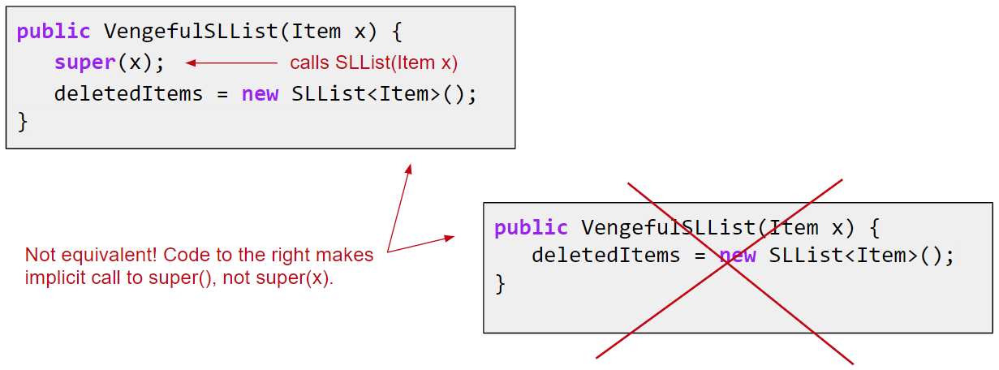 public VengefulSLList(Item x) {
super(x);
calls SLList(Item x)
deletedItems = new SLList<Item>();
}
Not equivalent! Code to the right makes
implicit call to super(), not super(x).
public VengefulSLList(Item x) {
deletedItems = new SLList<Item>();
}